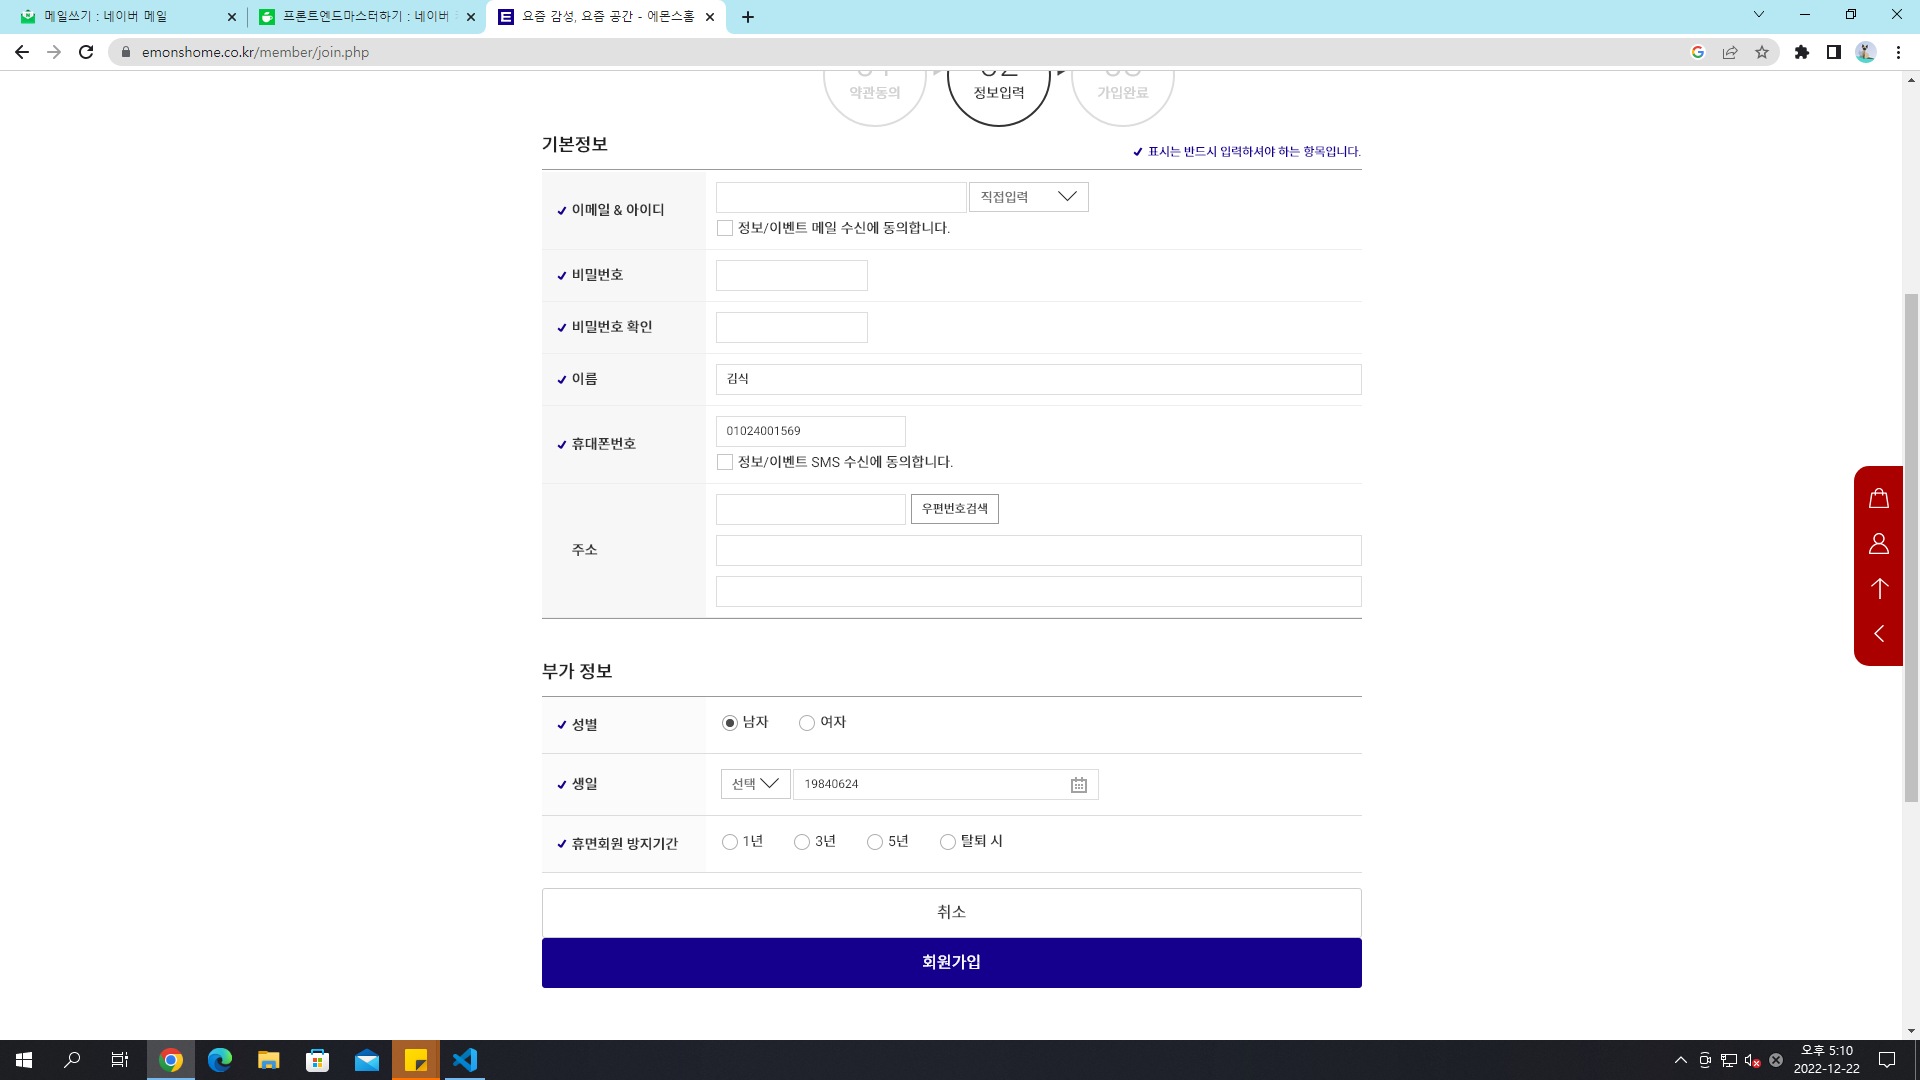 메일쓰기 : 네이버 메일
프론트엔드마스터하기 : 네이버
요즘 감성, 요즘 공간 - 에몬스홈
emonshome.co.kr/member/join.php
약관동의
정보입력
가입완료
기본정보
표시는 반드시 입력하셔야 하는 항목입니다.
이메일 & 아이디
직접입력
정보/이벤트 메일 수신에 동의합니다.
비밀번호
비밀번호 확인
이름
김식
휴대폰번호
01024001569
정보/이벤트 SMS 수신에 동의합니다.
주소
우편번호검색
부가 정보
성별
남자
여자
생일
선택
19840624
휴면회원 방지기간
1년
3년
5년
탈퇴 시
취소
회원가입
오후 5:10
2022-12-22